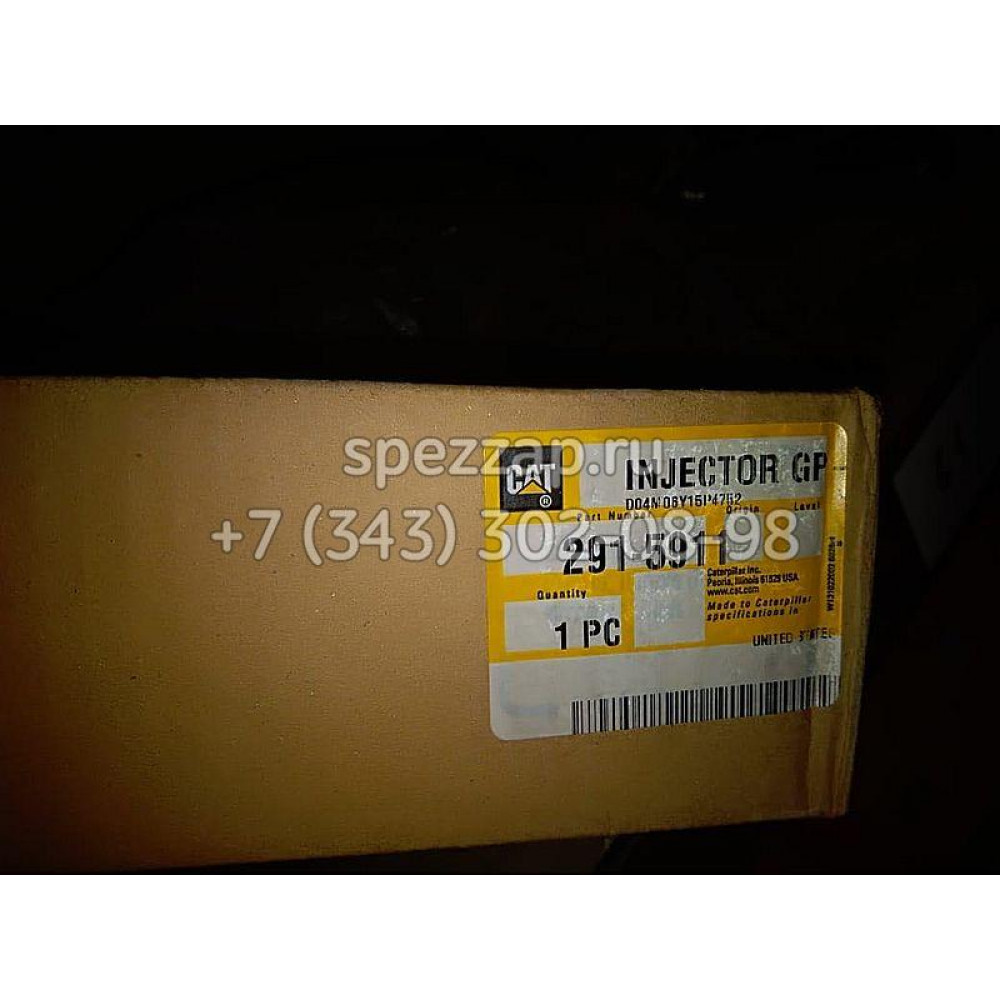 spezzap.ru
+7 (343) 302-08-98
CAT
®
INJECTOR GP
Part Number
Origin
Level
291-5911
Caterpillar Inc.
Peoria, Illinois 61629 USA
www.cat.com
Quantity
Made to Caterpillar
specifications in
1 PC
UNITED STATES